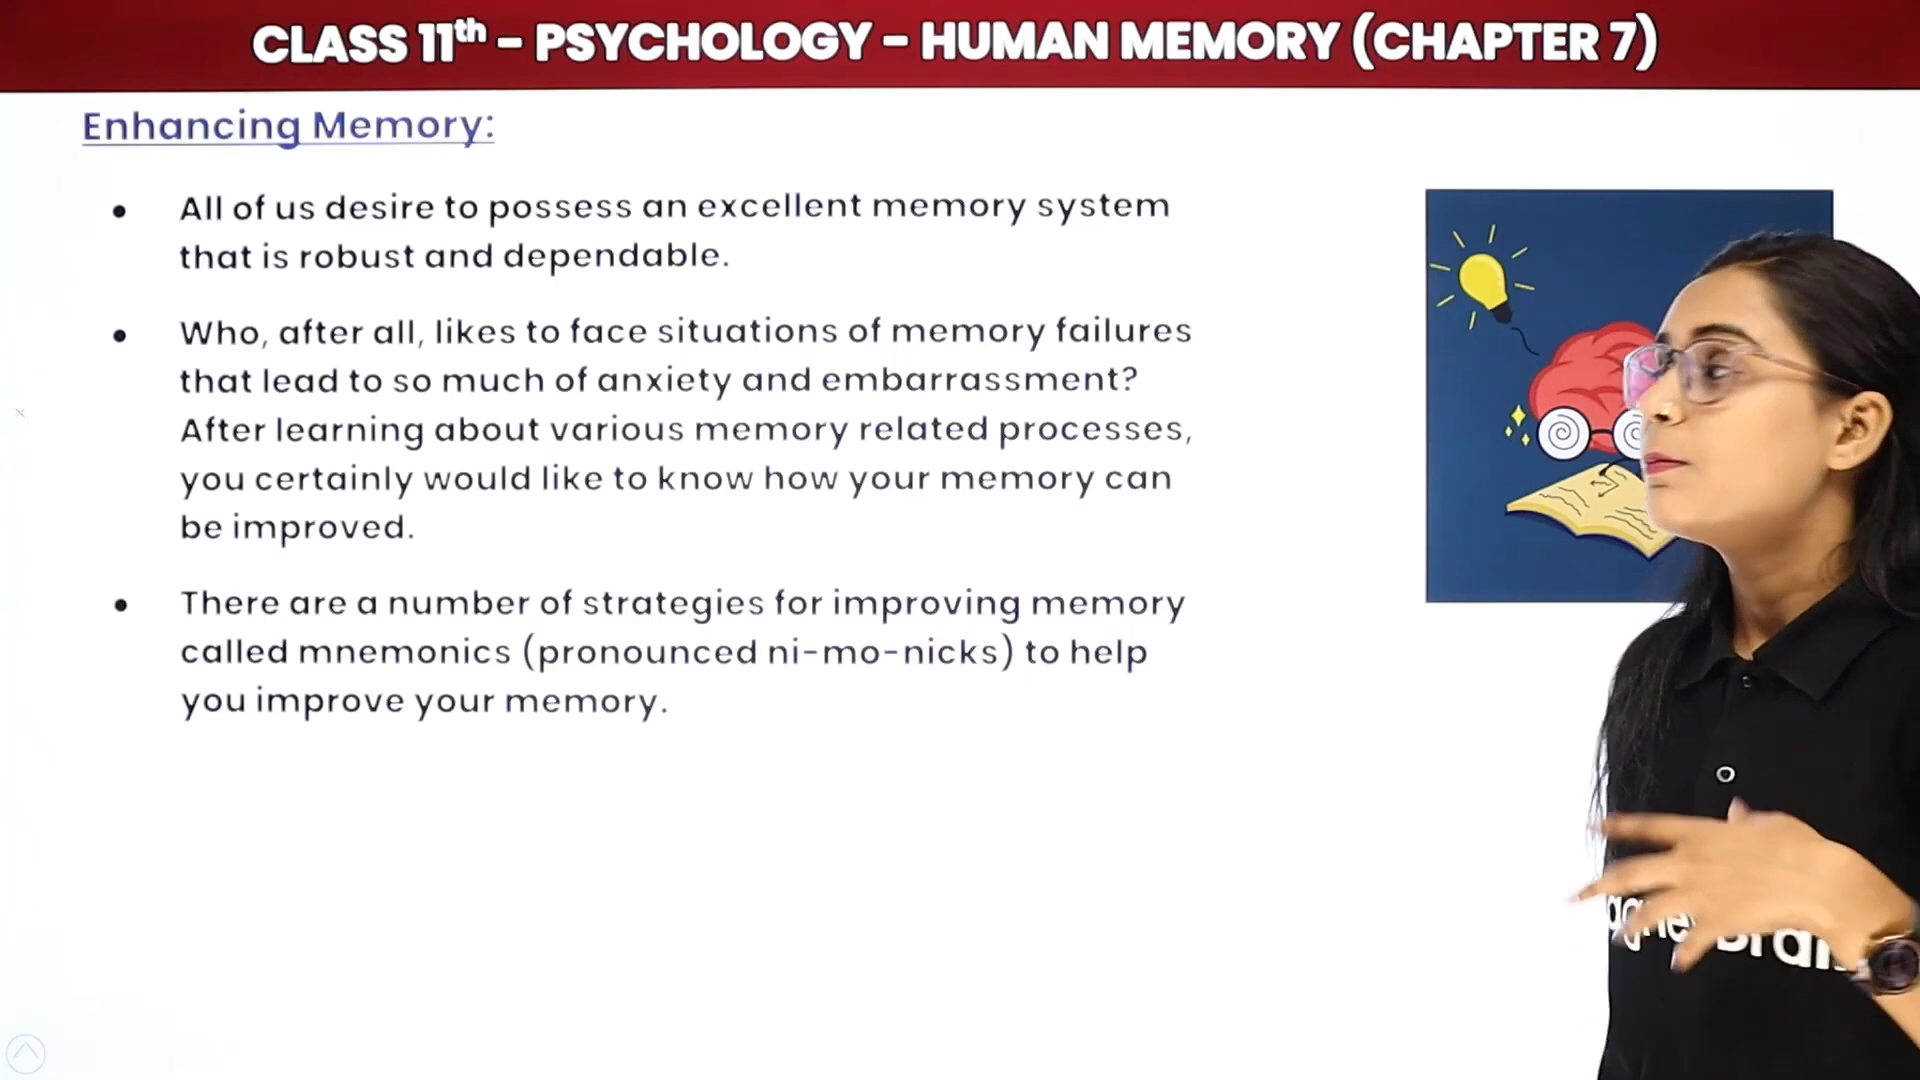 CLASS 11th - PSYCHOLOGY - HUMAN MEMORY (CHAPTER 7)
Enhancing Memory:
• All of us desire to possess an excellent memory system
that is robust and dependable.
• Who, after all, likes to face situations of memory failures
that lead to so much of anxiety and embarrassment?
After learning about various memory related processes,
you certainly would like to know how your memory can
be improved.
• There are a number of strategies for improving memory
called mnemonics (pronounced ni-mo-nicks) to help
you improve your memory.